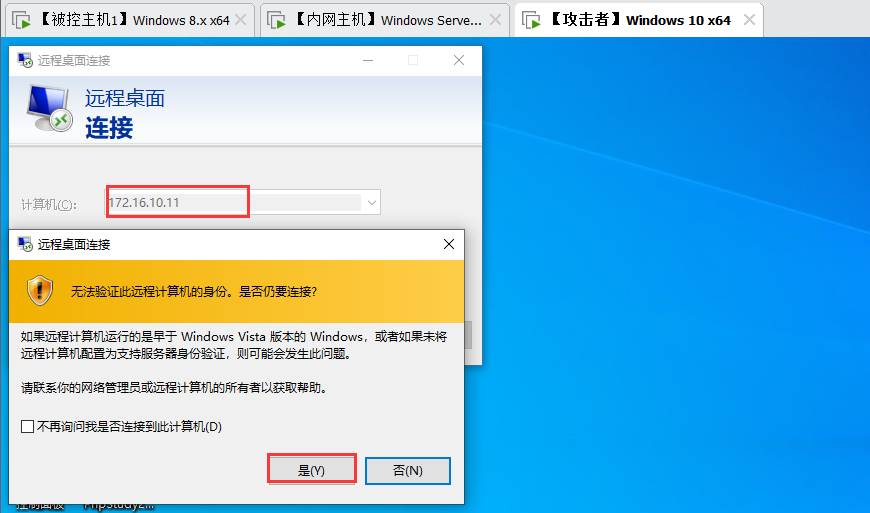 【被控主机1】Windows 8.x x64
【内网主机】Windows Serve...
【攻击者】Windows 10 x64
远程桌面连接
远程桌面
连接
计算机(C):
172.16.10.11
远程桌面连接
无法验证此远程计算机的身份。是否仍要连接?
如果远程计算机运行的是早于 Windows Vista 版本的 Windows，或者如果未将
远程计算机配置为支持服务器身份验证，则可能会发生此问题。
请联系你的网络管理员或远程计算机的所有者以获取帮助。
不再询问我是否连接到此计算机(D)
是(Y)
否(N)
控制面板
Phpstudy2...